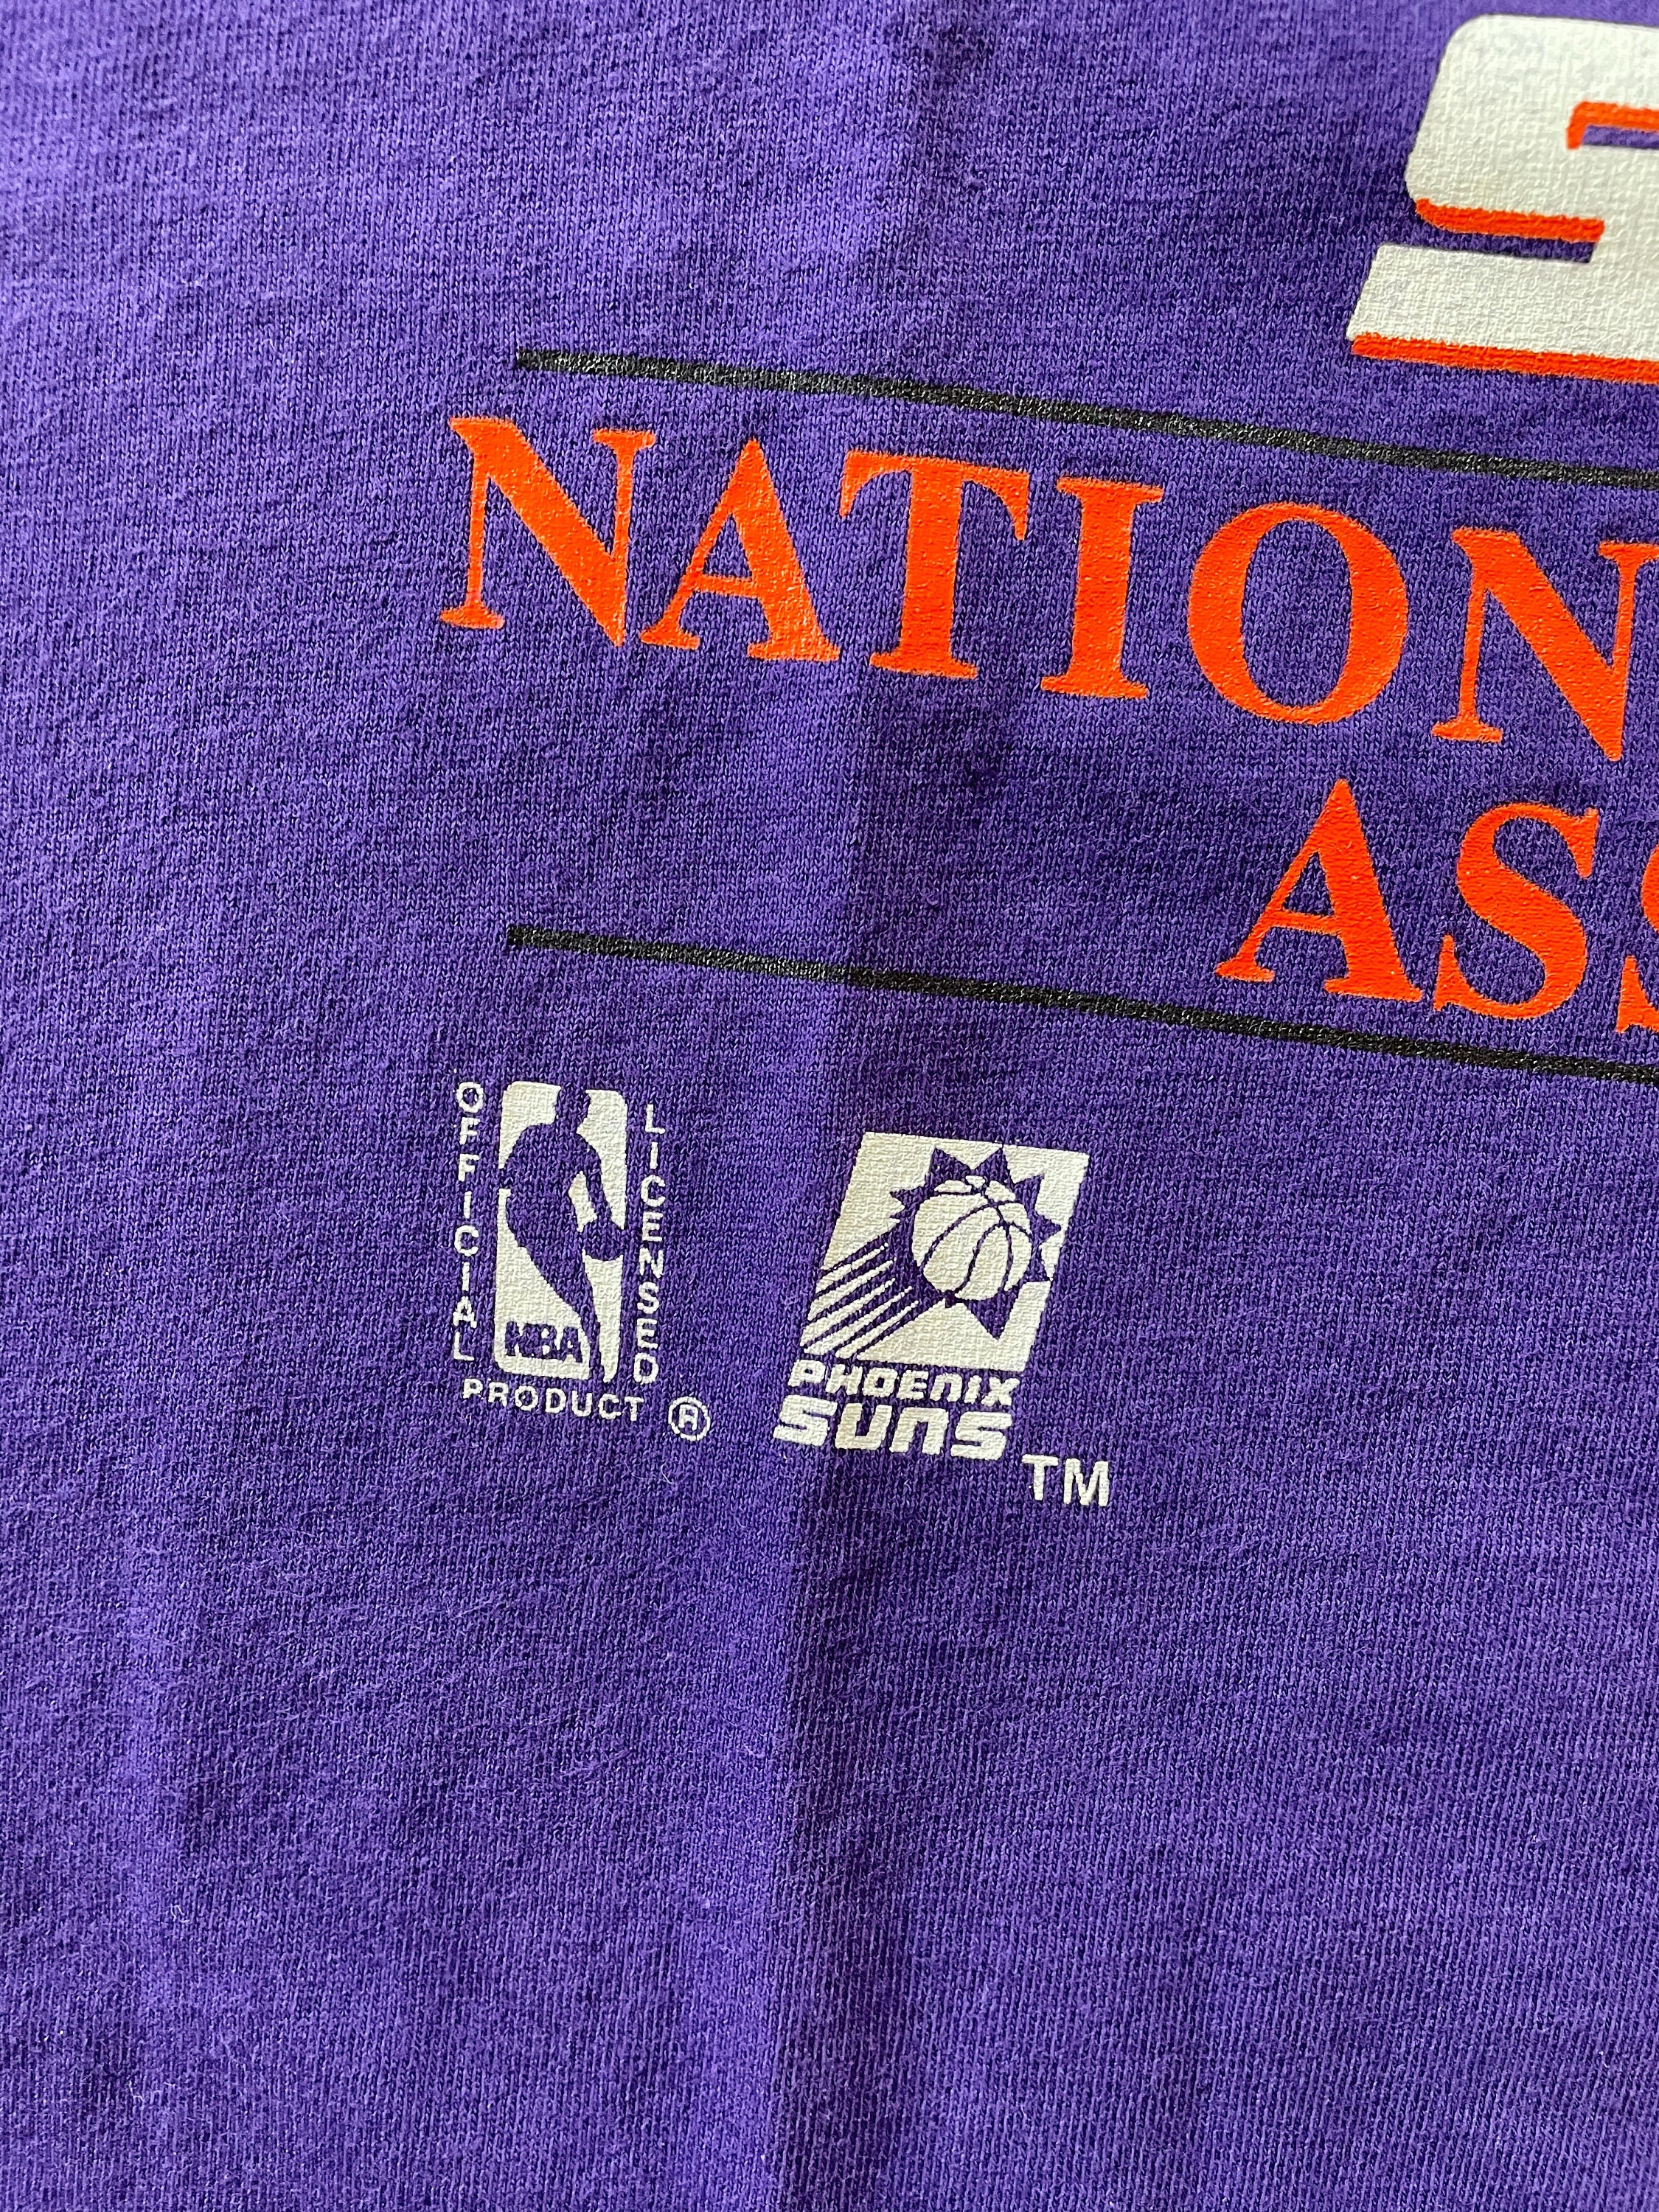 S
NATION
ASS
OFFICIAL
LICENSED
NBA
PRODUCT ®
PHOENIX
SUNS
TM